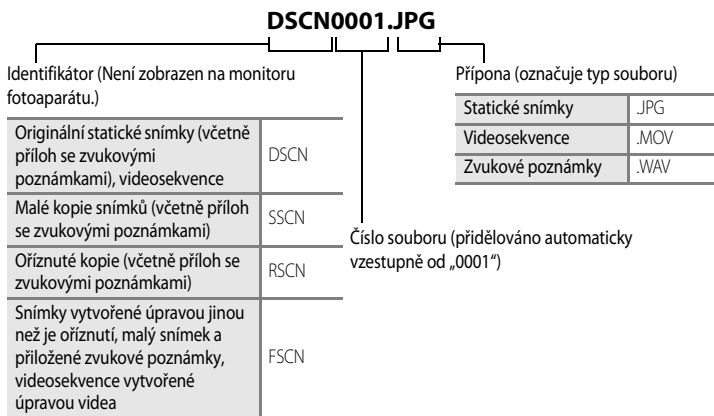 DSCN0001.JPG
Identifikátor (Není zobrazen na monitoru
fotoaparátu.)
Originální statické snímky (včetně
příloh se zvukovými
poznámkami), videosekvence
DSCN
Malé kopie snímků (včetně příloh
se zvukovými poznámkami)
SSCN
Oříznuté kopie (včetně příloh se
zvukovými poznámkami)
RSCN
Snímky vytvořené úpravou jinou
než je oříznutí, malý snímek a
přiložené zvukové poznámky,
videosekvence vytvořené
úpravou videa
FSCN
Číslo souboru (přidělováno automaticky
vzestupně od „0001“)
Přípona (označuje typ souboru)
Statické snímky .JPG
Videosekvence .MOV
Zvukové poznámky .WAV